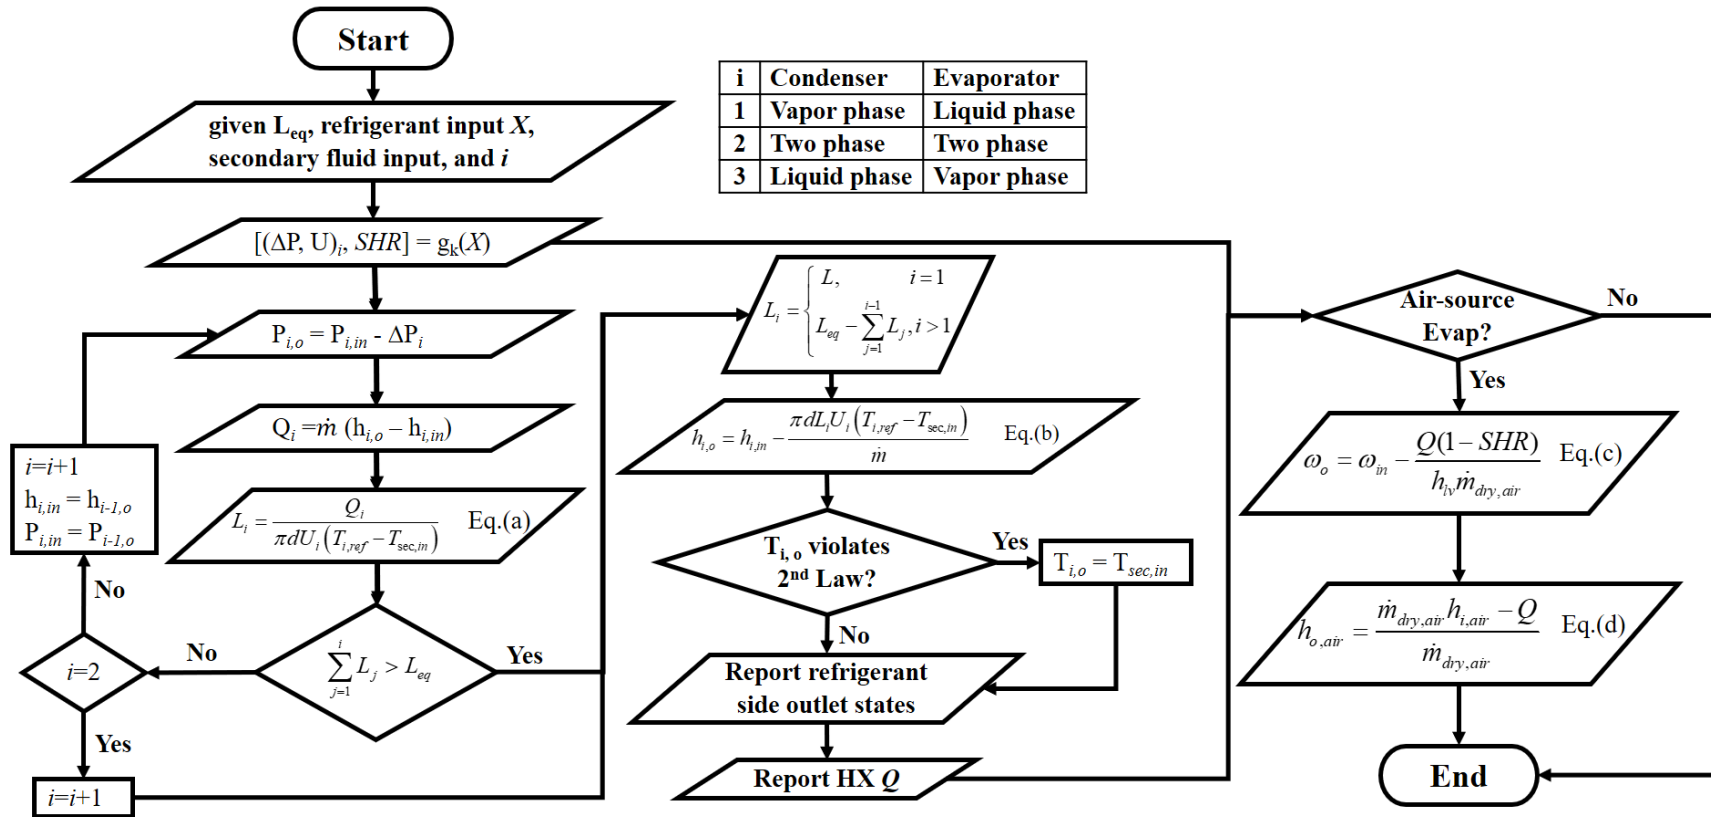 Start
given L_eq, refrigerant input X,
secondary fluid input, and i
[(ΔP, U)_i, SHR] = g_k(X)
P_i,o = P_i,in - ΔP_i
Q_i = ṁ (h_i,o – h_i,in)
L_i = Q_i / (πdU_i (T_i,ref − T_sec,in)) Eq.(a)
∑_{j=1}^{i} L_j > L_eq
No
Yes
i=2
No
Yes
i=i+1
h_i,in = h_i-1,o
P_i,in = P_i-1,o
i=i+1
i Condenser Evaporator
1 Vapor phase Liquid phase
2 Two phase Two phase
3 Liquid phase Vapor phase
L_i = { L, i = 1
L_eq − ∑_{j=1}^{i−1} L_j, i > 1
h_i,o = h_i,in − πdL_iU_i (T_i,ref − T_sec,in) / ṁ Eq.(b)
T_i,o violates
2nd Law?
Yes
T_i,o = T_sec,in
No
Report refrigerant
side outlet states
Report HX Q
Air-source
Evap?
No
Yes
ω_o = ω_in − Q(1−SHR) / (h_lv ṁ_dry,air) Eq.(c)
h_o,air = (ṁ_dry,air h_i,air − Q) / ṁ_dry,air Eq.(d)
End